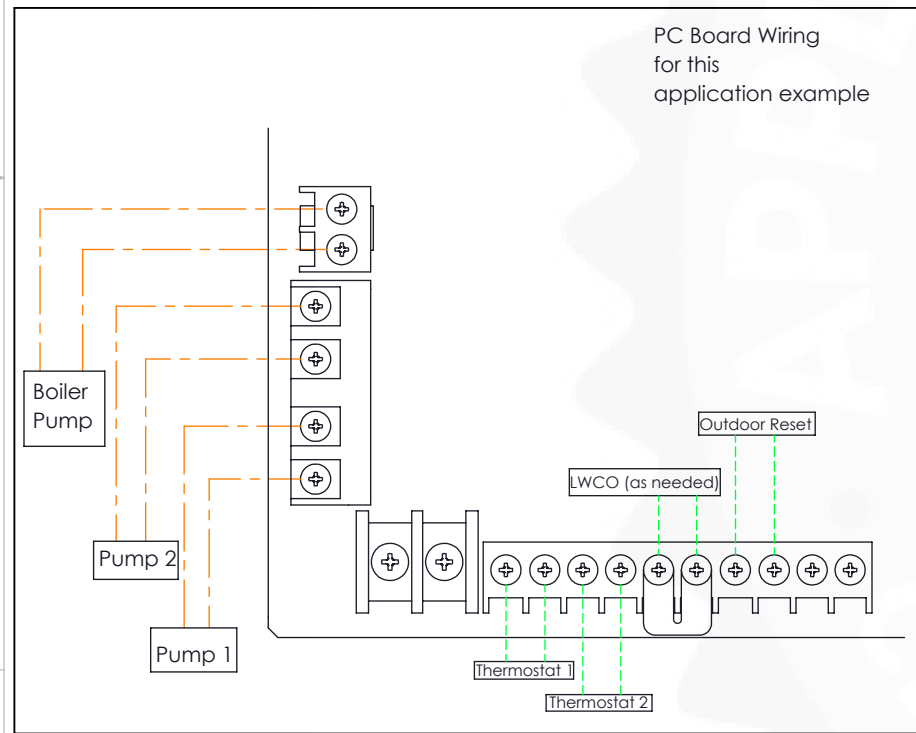 PC Board Wiring
for this
application example
Boiler
Pump
Outdoor Reset
LWCO (as needed)
Pump 2
Pump 1
Thermostat 1
Thermostat 2